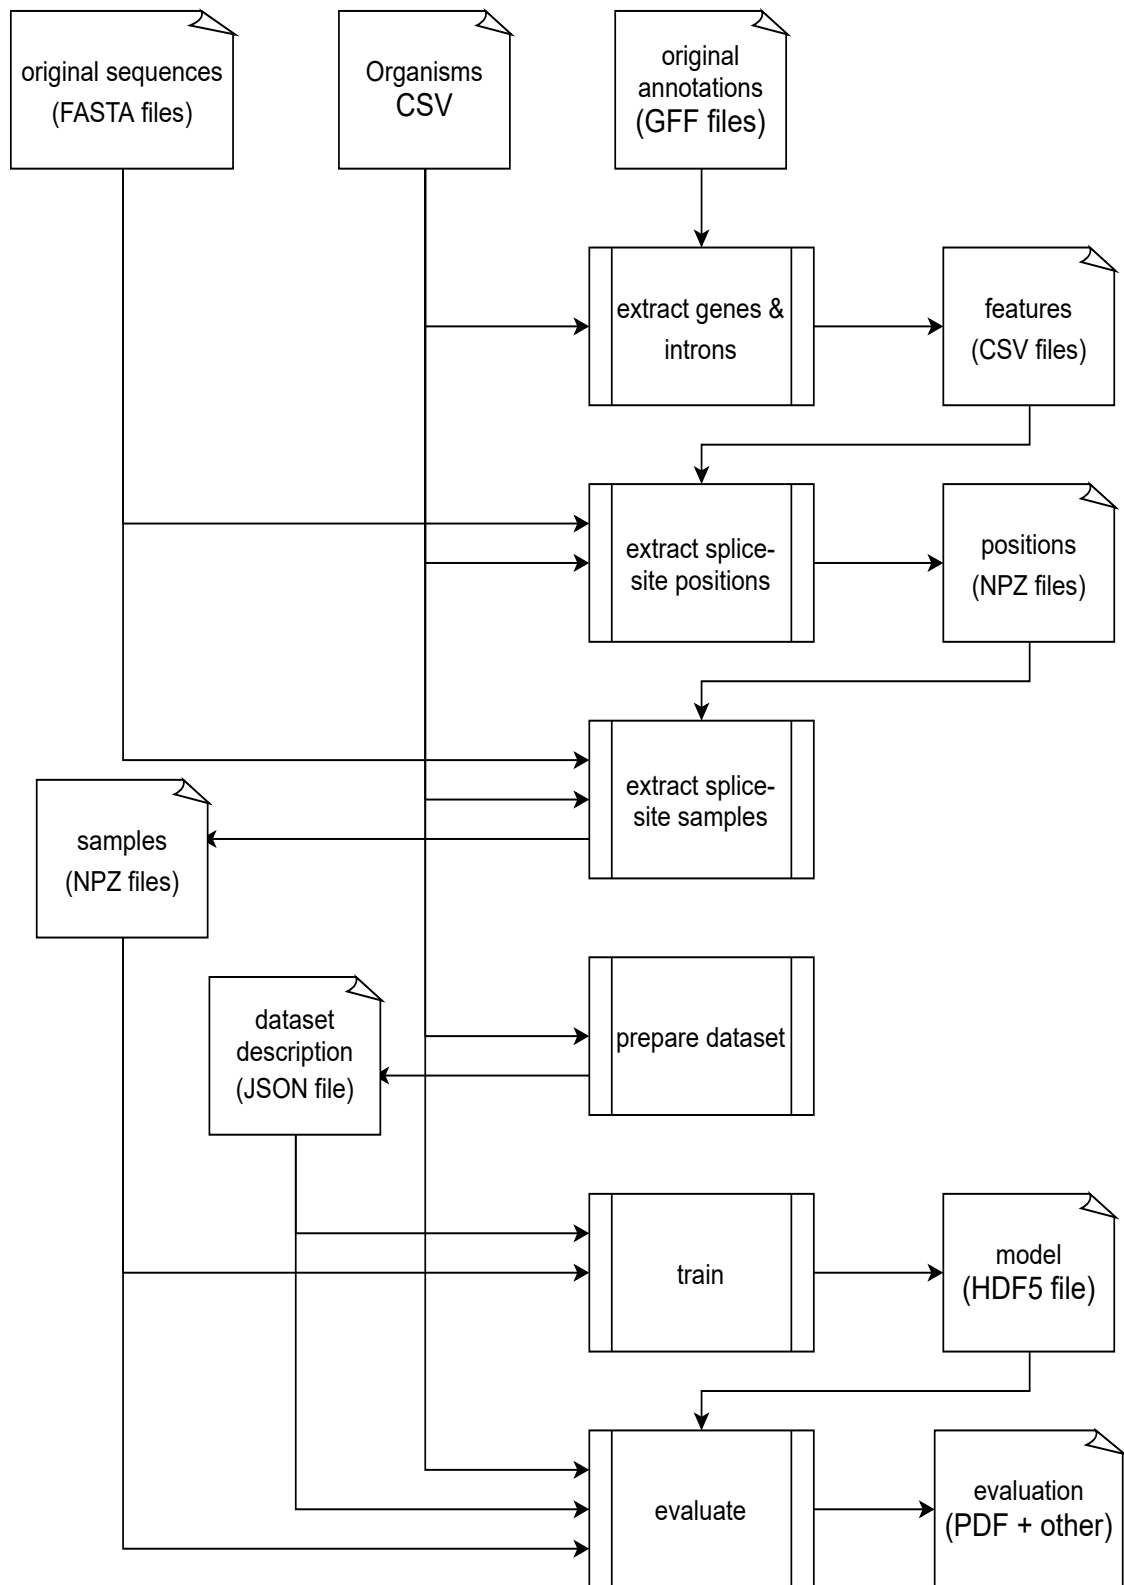 original sequences
(FASTA files)
Organisms
CSV
original
annotations
(GFF files)
extract genes &
introns
features
(CSV files)
extract splice-
site positions
positions
(NPZ files)
extract splice-
site samples
samples
(NPZ files)
dataset
description
(JSON file)
prepare dataset
train
model
(HDF5 file)
evaluate
evaluation
(PDF + other)